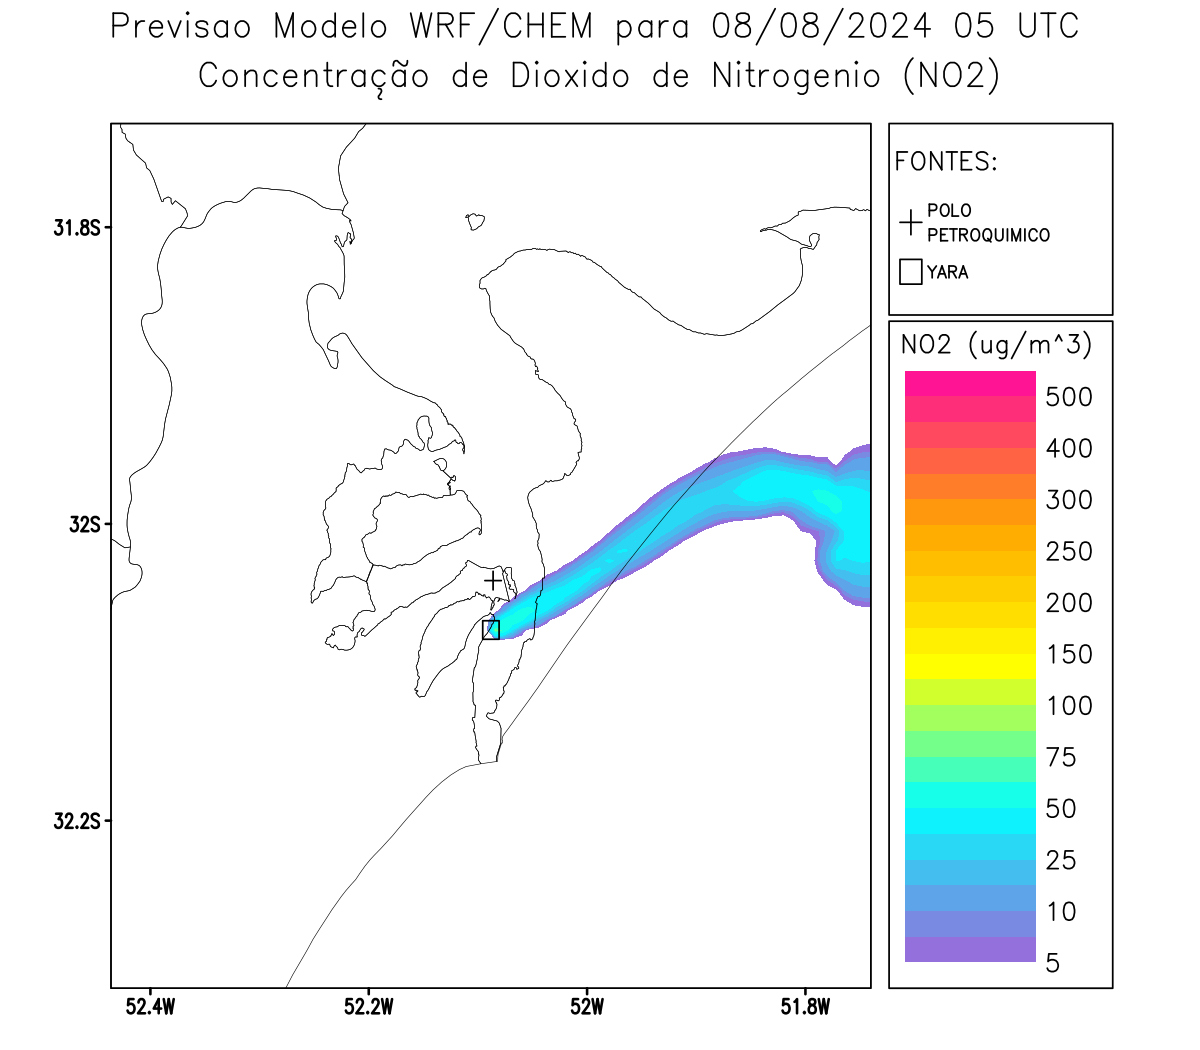 Previsao Modelo WRF/CHEM para 08/08/2024 05 UTC
Concentração de Dioxido de Nitrogenio (NO2)
FONTES:
POLO
PETROQUIMICO
YARA
31.8S
32S
32.2S
52.4W
52.2W
52W
51.8W
NO2 (ug/m^3)
500
400
300
250
200
150
100
75
50
25
10
5